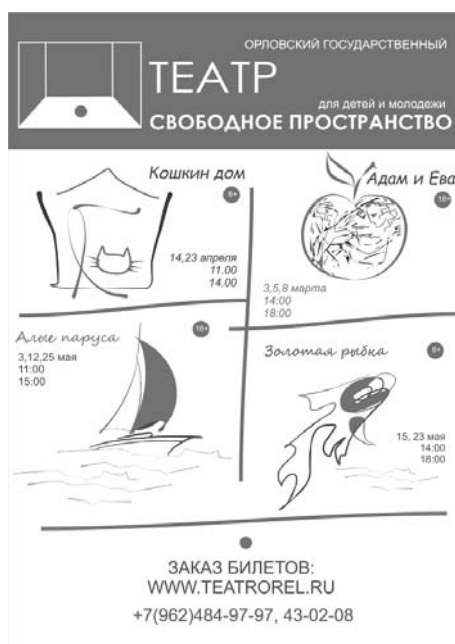 ОРЛОВСКИЙ ГОСУДАРСТВЕННЫЙ
ТЕАТР
для детей и молодежи
СВОБОДНОЕ ПРОСТРАНСТВО
Кошкин дом
6+
14,23 апреля
11.00
14.00
Адам и Ева
18+
3,5,8 марта
14:00
18:00
Алые паруса
16+
3,12,25 мая
11:00
15:00
Золотая рыбка
6+
15, 23 мая
14:00
18:00
ЗАКАЗ БИЛЕТОВ:
WWW.TEATROREL.RU
+7(962)484-97-97, 43-02-08